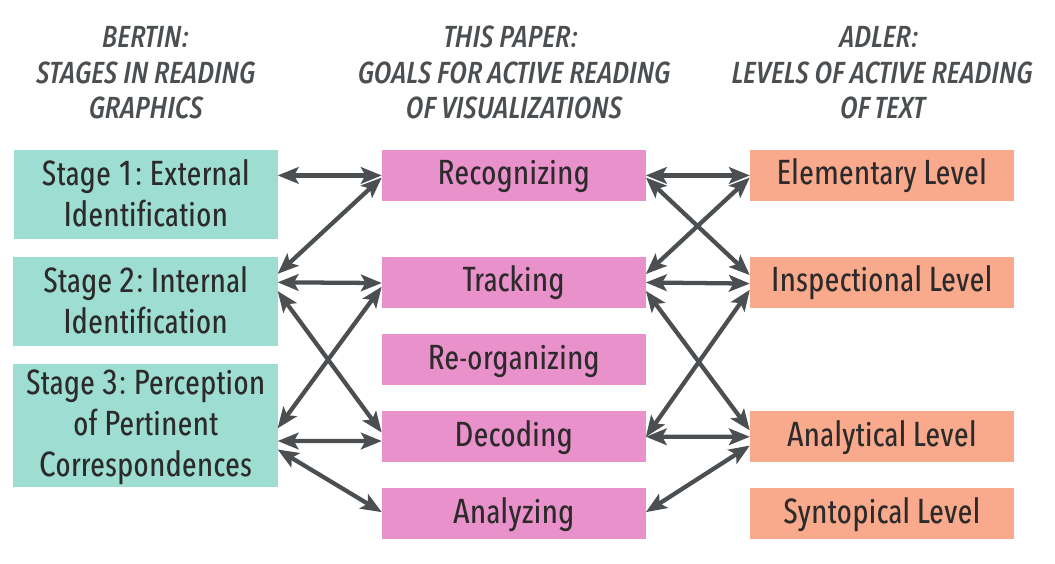 BERTIN:
STAGES IN READING
GRAPHICS
THIS PAPER:
GOALS FOR ACTIVE READING
OF VISUALIZATIONS
ADLER:
LEVELS OF ACTIVE READING
OF TEXT
Stage 1: External
Identification
Stage 2: Internal
Identification
Stage 3: Perception
of Pertinent
Correspondences
Recognizing
Tracking
Re-organizing
Decoding
Analyzing
Elementary Level
Inspectional Level
Analytical Level
Syntopical Level